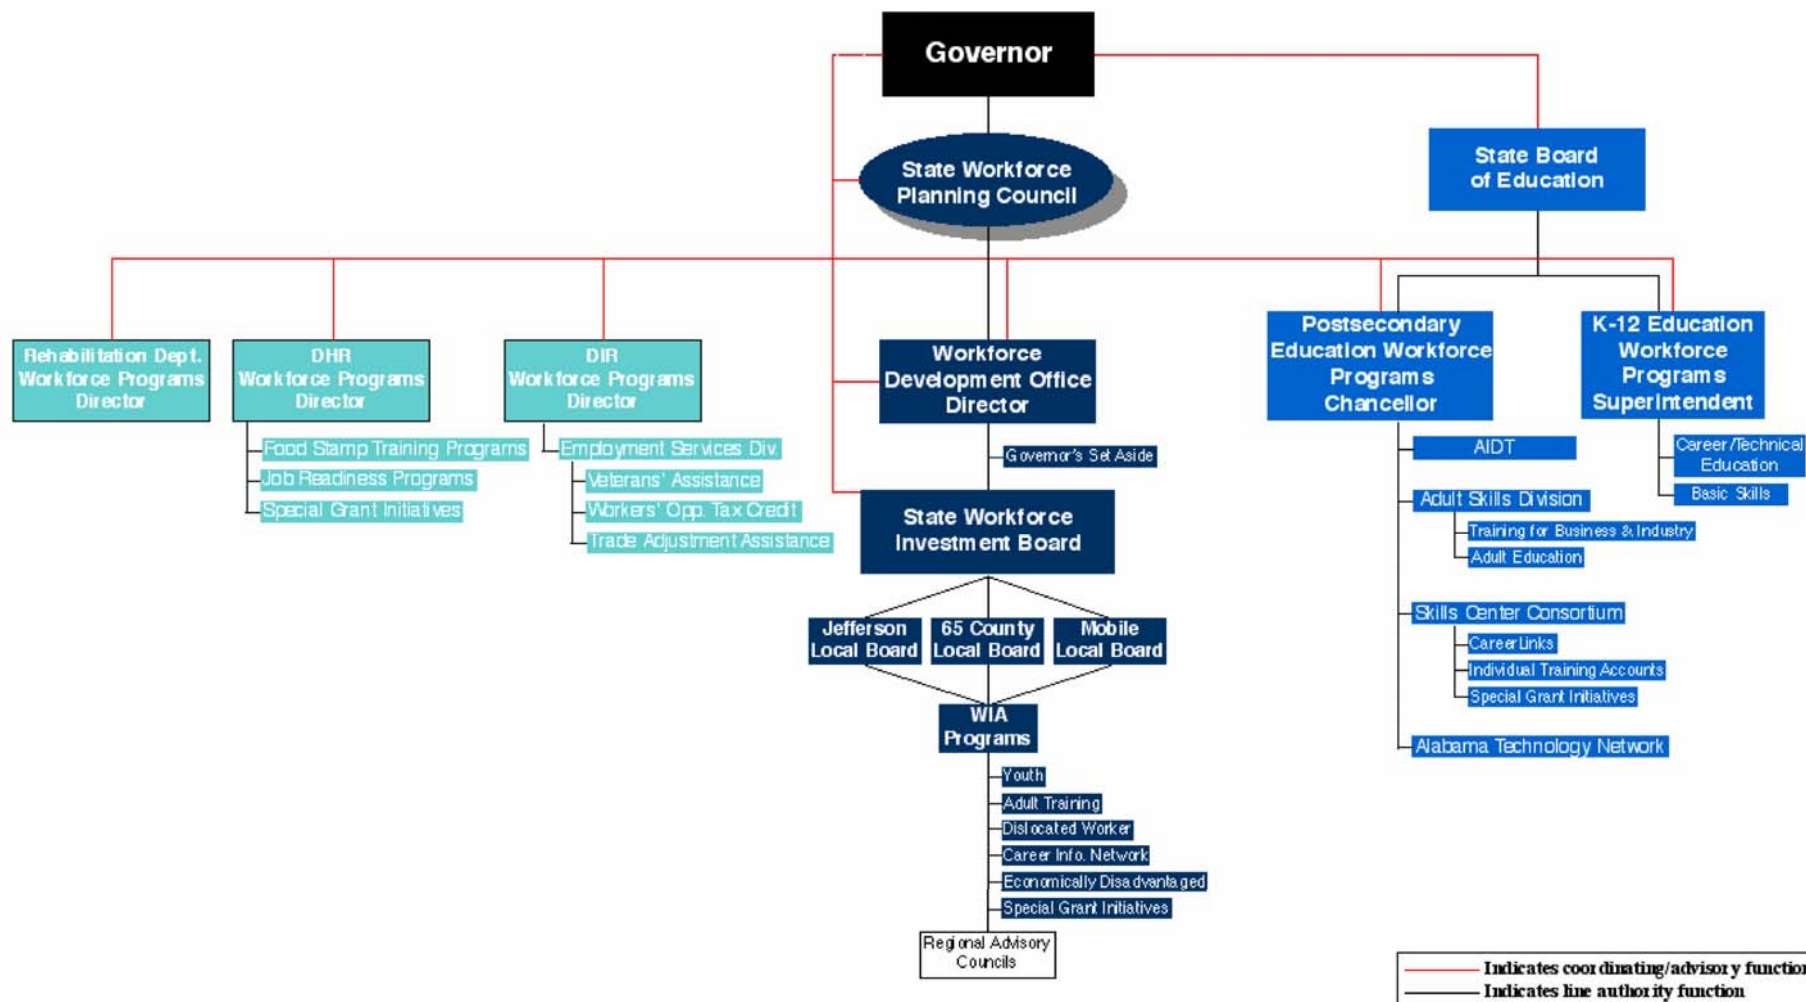 Governor
State Workforce
Planning Council
State Board
of Education
Rehabilitation Dept.
Workforce Programs
Director
DHR
Workforce Programs
Director
Food Stamp Training Programs
Job Readiness Programs
Special Grant Initiatives
DIR
Workforce Programs
Director
Employment Services Div.
Veterans' Assistance
Workers' Opp. Tax Credit
Trade Adjustment Assistance
Workforce
Development Office
Director
Governor's Set Aside
State Workforce
Investment Board
Jefferson
Local Board
65 County
Local Board
Mobile
Local Board
WIA
Programs
Youth
Adult Training
Dislocated Worker
Career Info. Network
Economically Disadvantaged
Special Grant Initiatives
Regional Advisory
Councils
Postsecondary
Education Workforce
Programs
Chancellor
AIDT
Adult Skills Division
Training for Business & Industry
Adult Education
Skills Center Consortium
CareerLinks
Individual Training Accounts
Special Grant Initiatives
Alabama Technology Network
K-12 Education
Workforce
Programs
Superintendent
Career/Technical
Education
Basic Skills
Indicates coordinating/advisory function
Indicates line authority function